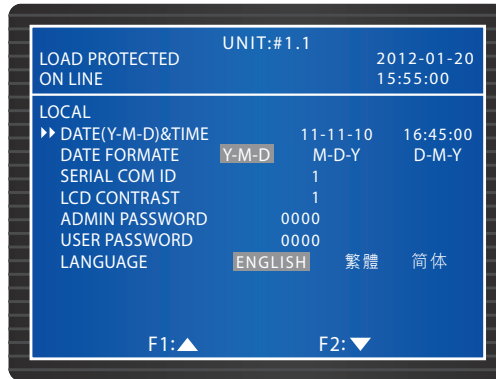 UNIT:#1.1
LOAD PROTECTED 2012-01-20
ON LINE 15:55:00
LOCAL
DATE(Y-M-D)&TIME 11-11-10 16:45:00
DATE FORMATE Y-M-D M-D-Y D-M-Y
SERIAL COM ID 1
LCD CONTRAST 1
ADMIN PASSWORD 0000
USER PASSWORD 0000
LANGUAGE ENGLISH 繁體 简体
F1:▲ F2:▼